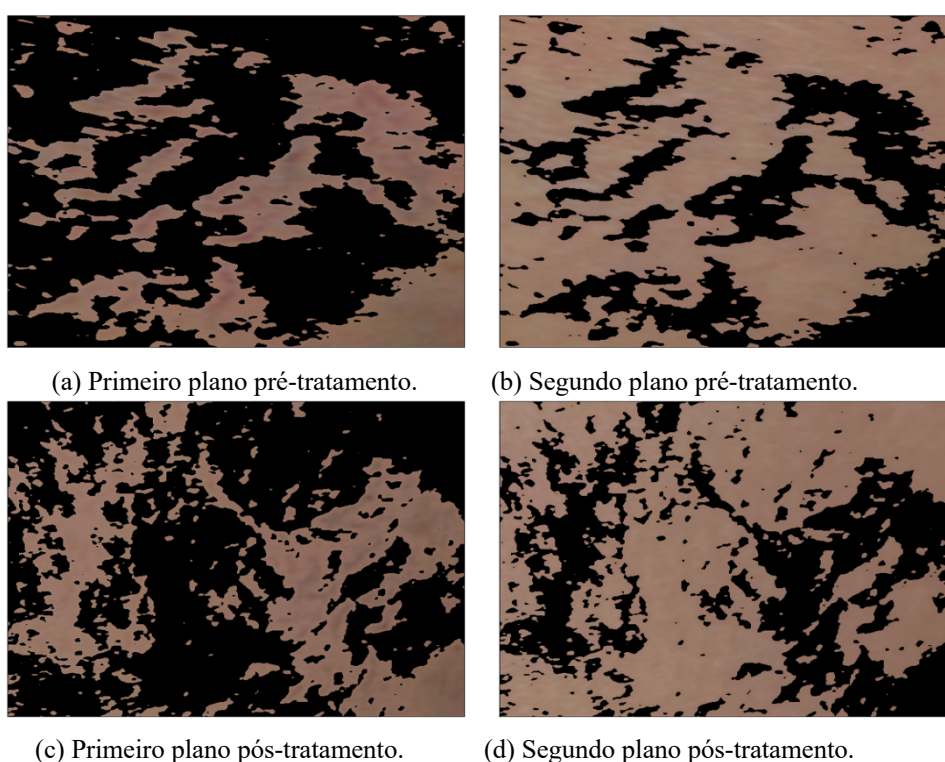 (a) Primeiro plano pré-tratamento.
(b) Segundo plano pré-tratamento.
(c) Primeiro plano pós-tratamento.
(d) Segundo plano pós-tratamento.